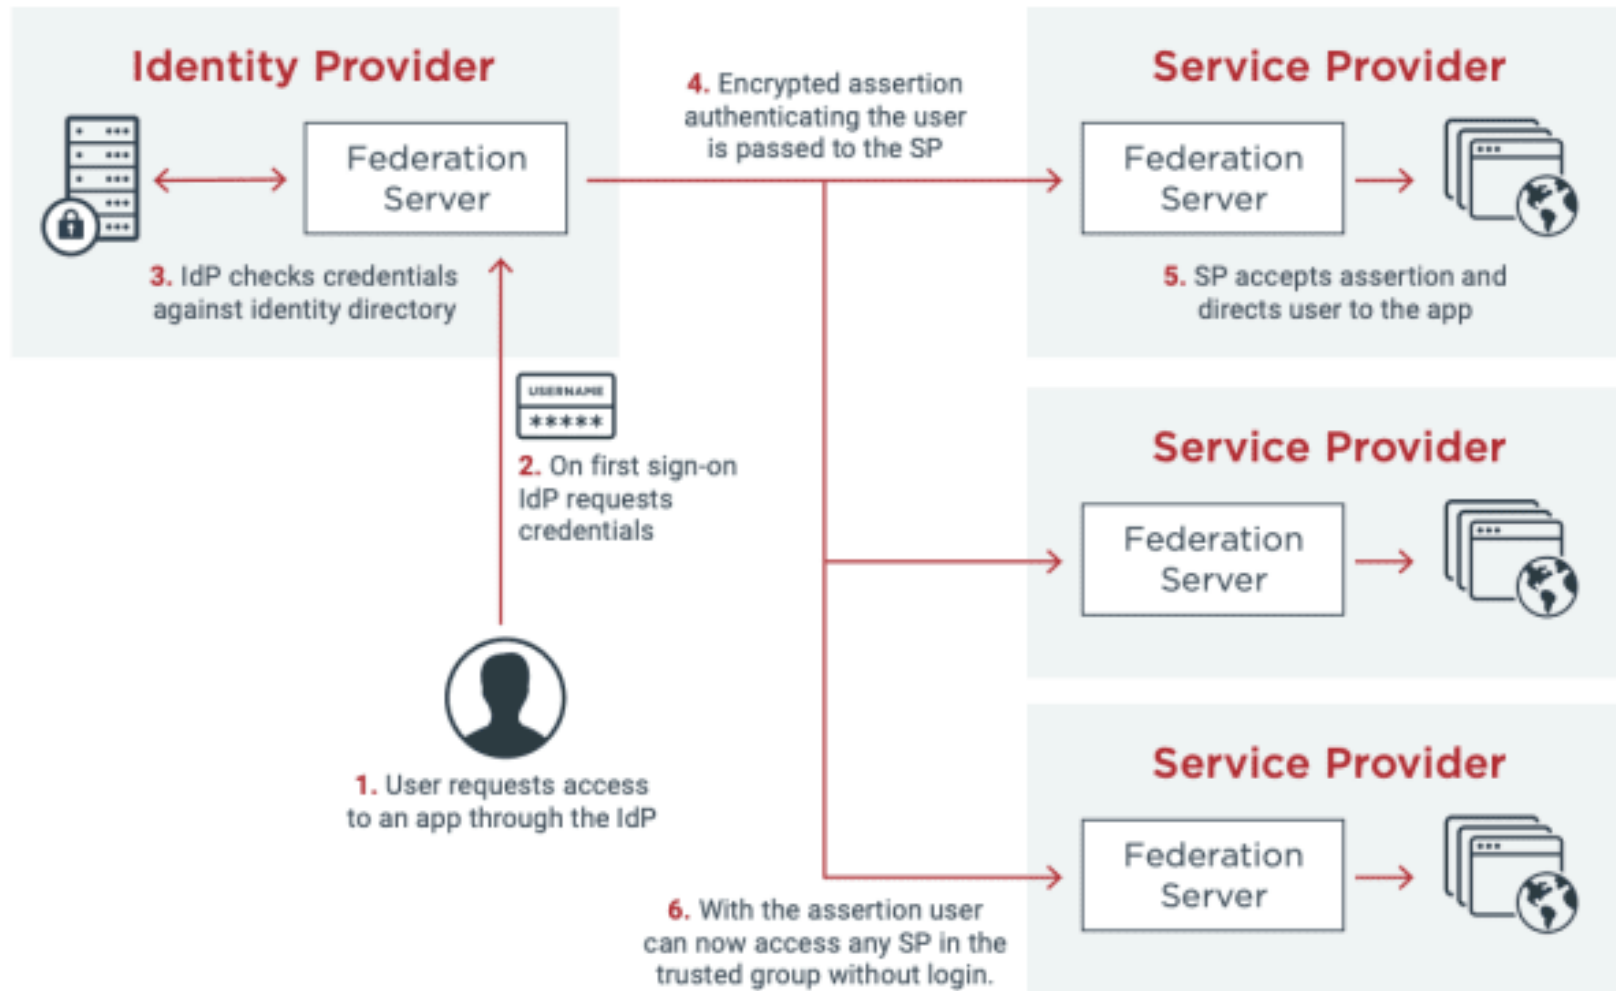 Identity Provider
Federation
Server
3. IdP checks credentials
against identity directory
4. Encrypted assertion
authenticating the user
is passed to the SP
Service Provider
Federation
Server
5. SP accepts assertion and
directs user to the app
USERNAME
*****
2. On first sign-on
IdP requests
credentials
Service Provider
Federation
Server
1. User requests access
to an app through the IdP
Service Provider
Federation
Server
6. With the assertion user
can now access any SP in the
trusted group without login.